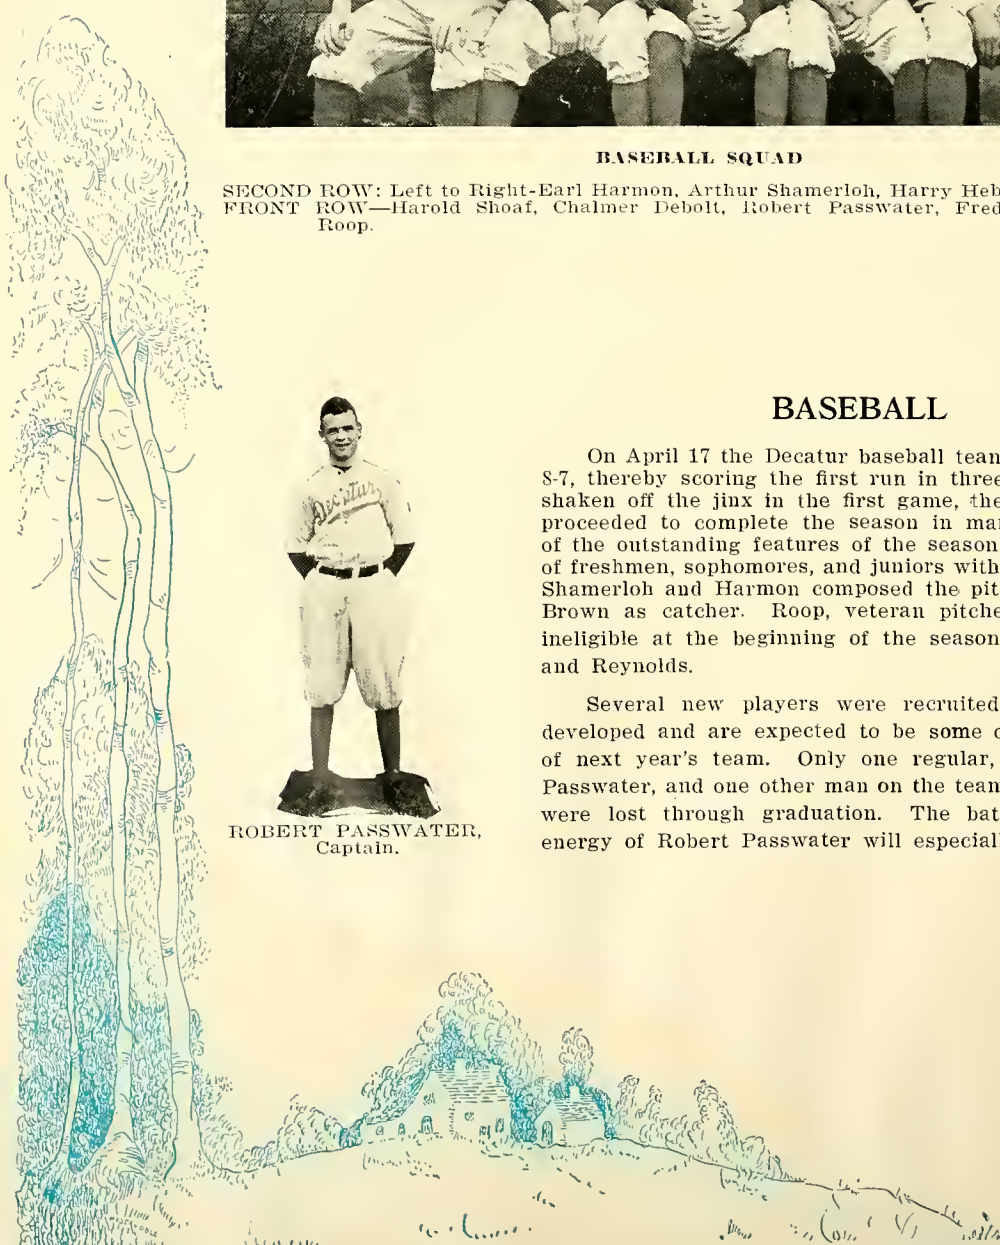 BASEBALL SQUAD
SECOND ROW: Left to Right-Earl Harmon, Arthur Shamerloh, Harry Heb
FRONT ROW—Harold Shoaf, Chalmer Debolt, Robert Passwater, Fred
Roop.
Decatur
ROBERT PASSWATER,
Captain.
BASEBALL
On April 17 the Decatur baseball team
8-7, thereby scoring the first run in three
shaken off the jinx in the first game, the
proceeded to complete the season in ma
of the outstanding features of the season
of freshmen, sophomores, and juniors with
Shamerloh and Harmon composed the pit
Brown as catcher. Roop, veteran pitche
ineligible at the beginning of the season
and Reynolds.
Several new players were recruited
developed and are expected to be some o
of next year's team. Only one regular,
Passwater, and one other man on the team
were lost through graduation. The bat
energy of Robert Passwater will especial